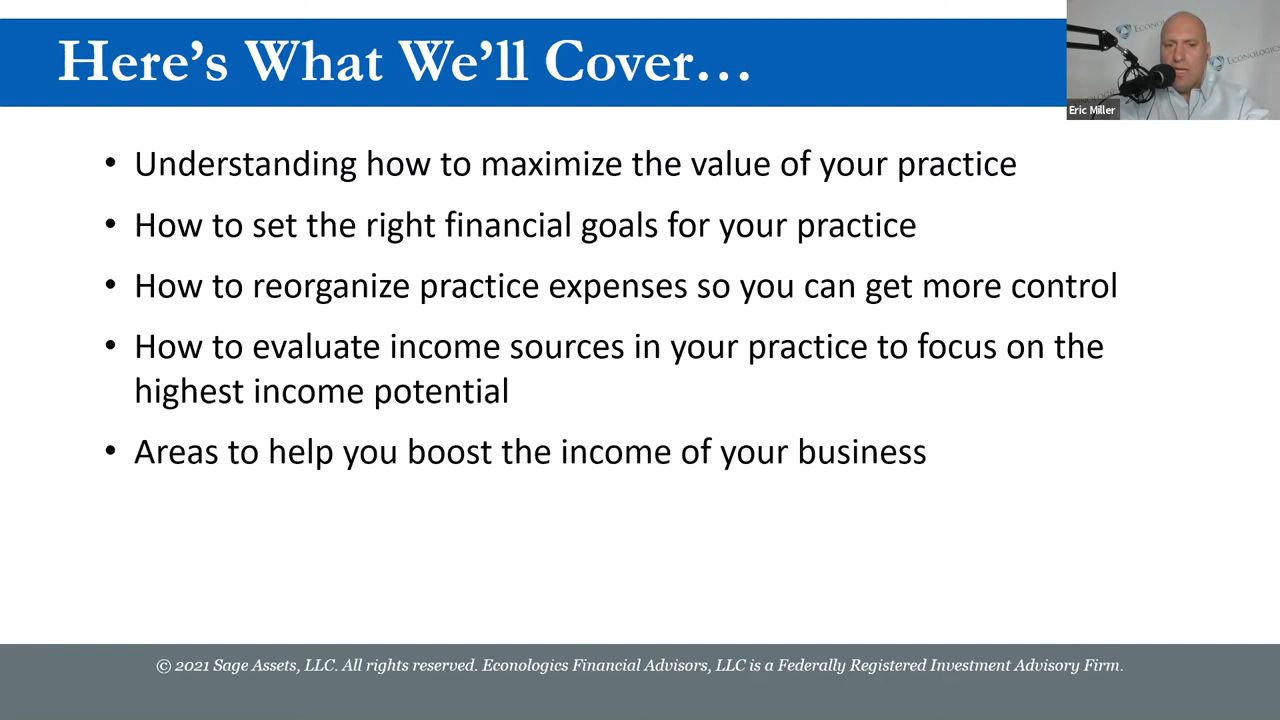 Here's What We'll Cover…
Eric Miller
• Understanding how to maximize the value of your practice
• How to set the right financial goals for your practice
• How to reorganize practice expenses so you can get more control
• How to evaluate income sources in your practice to focus on the
highest income potential
• Areas to help you boost the income of your business
© 2021 Sage Assets, LLC. All rights reserved. Econologics Financial Advisors, LLC is a Federally Registered Investment Advisory Firm.